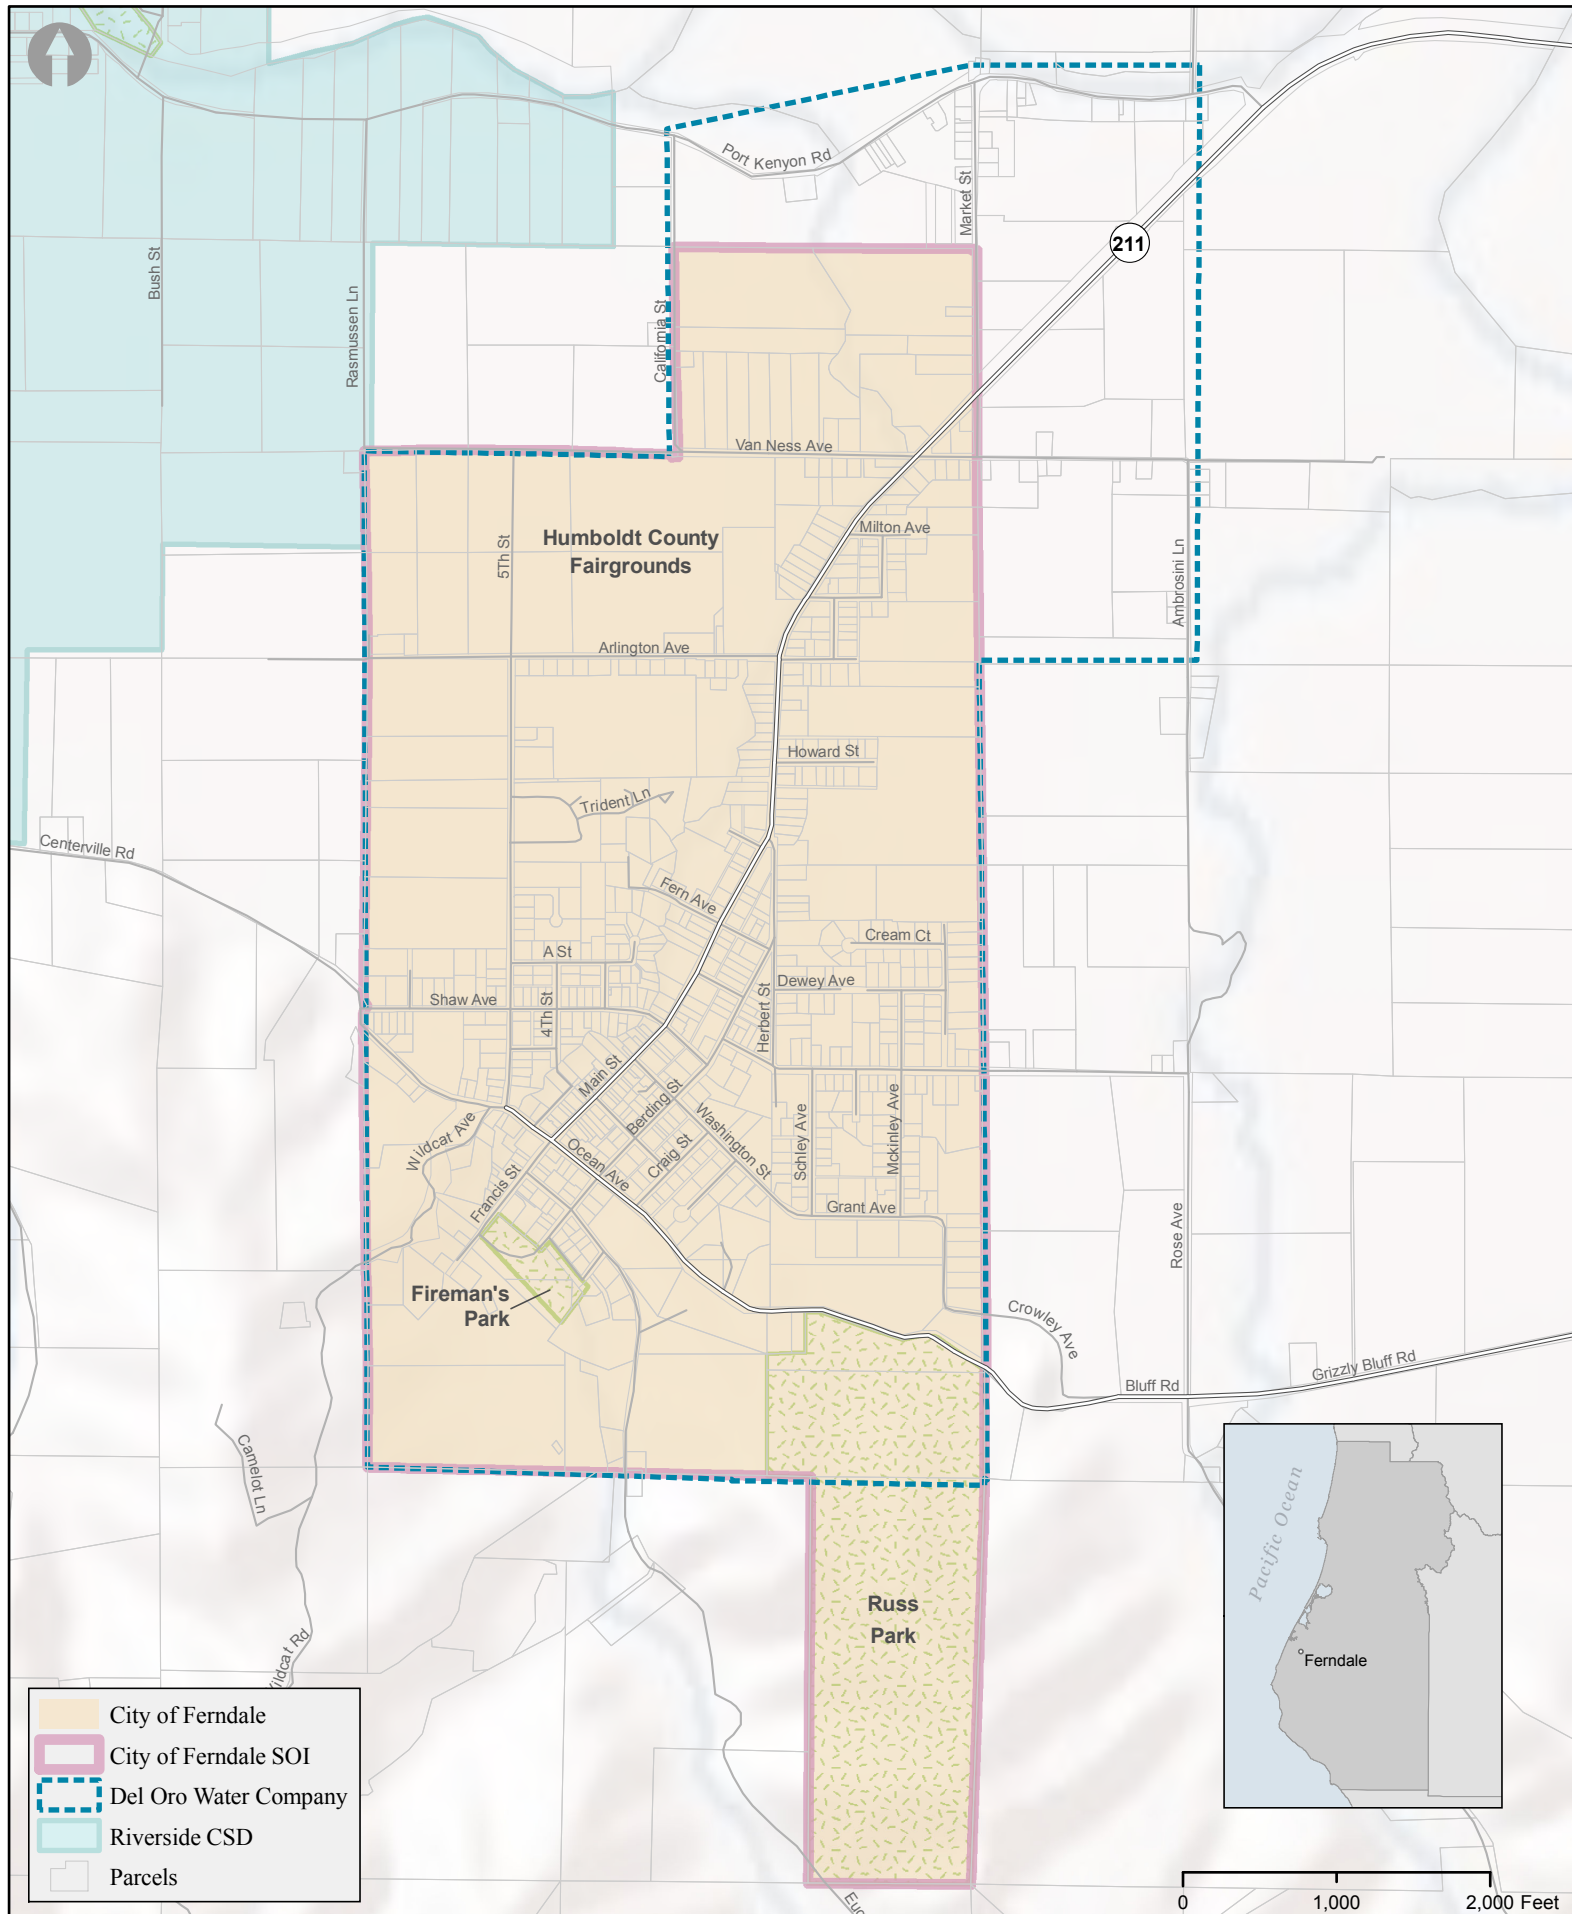 Port Kenyon Rd
Market St
211
Bush St
Rasmussen Ln
California St
Van Ness Ave
Humboldt County
Fairgrounds
5Th St
Milton Ave
Ambrosini Ln
Arlington Ave
Howard St
Trident Ln
Centerville Rd
Fern Ave
Cream Ct
A St
Dewey Ave
Shaw Ave
4Th St
Herbert St
Main St
Berding St
Washington St
Schley Ave
Mckinley Ave
Wildcat Ave
Ocean Ave
Craig St
Francis St
Grant Ave
Rose Ave
Fireman's
Park
Crowley Ave
Grizzly Bluff Rd
Bluff Rd
Camelot Ln
Pacific Ocean
Russ
Park
ildcat Rd
Ferndale
City of Ferndale
City of Ferndale SOI
Del Oro Water Company
Riverside CSD
Parcels
0 1,000 2,000 Feet